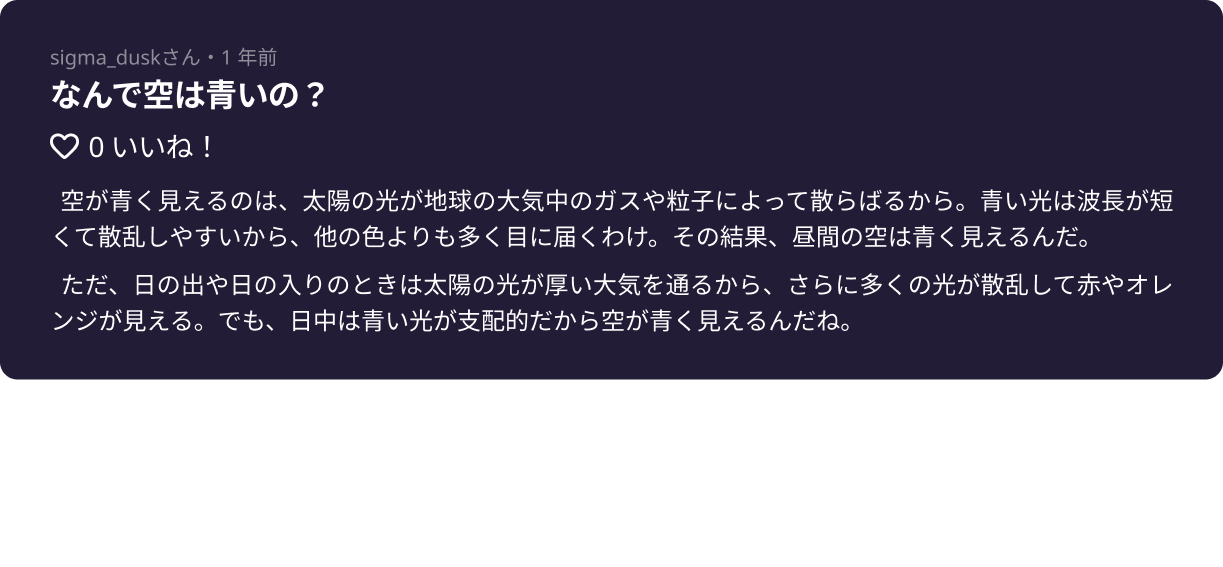 sigma_duskさん・1 年前
なんで空は青いの？
0 いいね！
空が青く見えるのは、太陽の光が地球の大気中のガスや粒子によって散らばるから。青い光は波長が短
くて散乱しやすいから、他の色よりも多く目に届くわけ。その結果、昼間の空は青く見えるんだ。
ただ、日の出や日の入りのときは太陽の光が厚い大気を通るから、さらに多くの光が散乱して赤やオレ
ンジが見える。でも、日中は青い光が支配的だから空が青く見えるんだね。